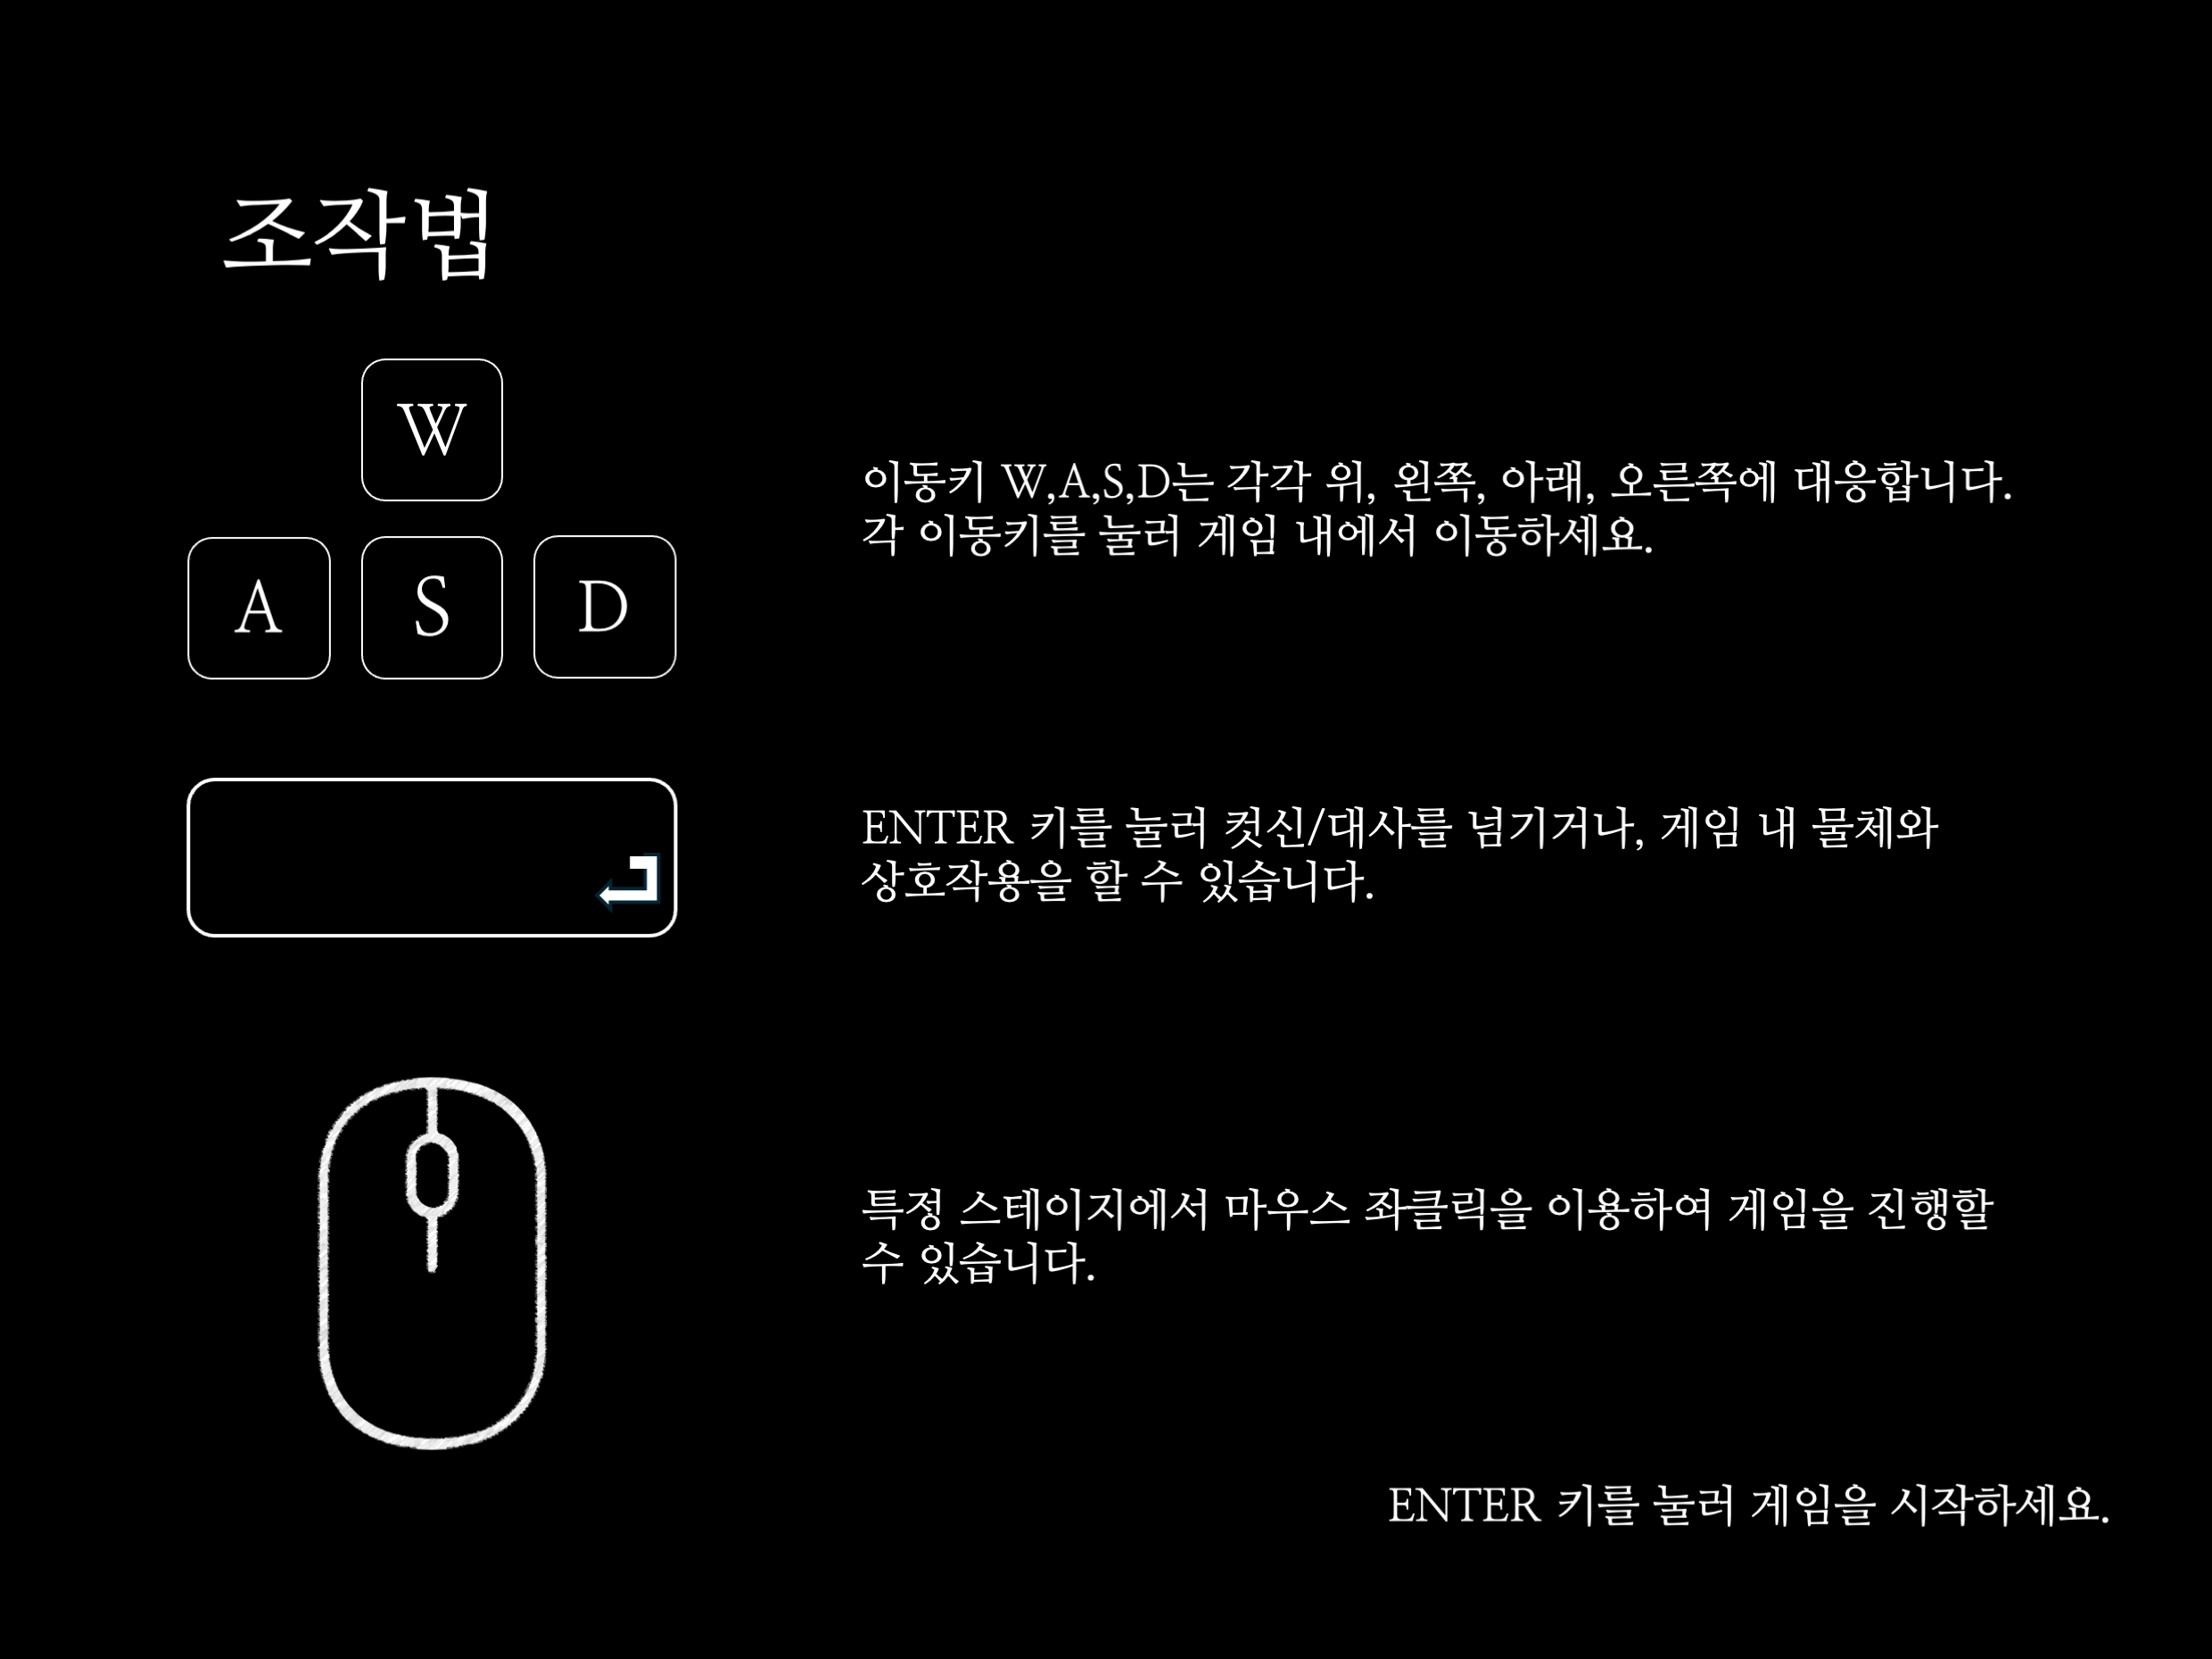 조작법
W
A S D
이동키 W,A,S,D는 각각 위, 왼쪽, 아래, 오른쪽에 대응합니다.
각 이동키를 눌러 게임 내에서 이동하세요.
ENTER 키를 눌러 컷신/대사를 넘기거나, 게임 내 물체와
상호작용을 할 수 있습니다.
특정 스테이지에서 마우스 좌클릭을 이용하여 게임을 진행할
수 있습니다.
ENTER 키를 눌러 게임을 시작하세요.